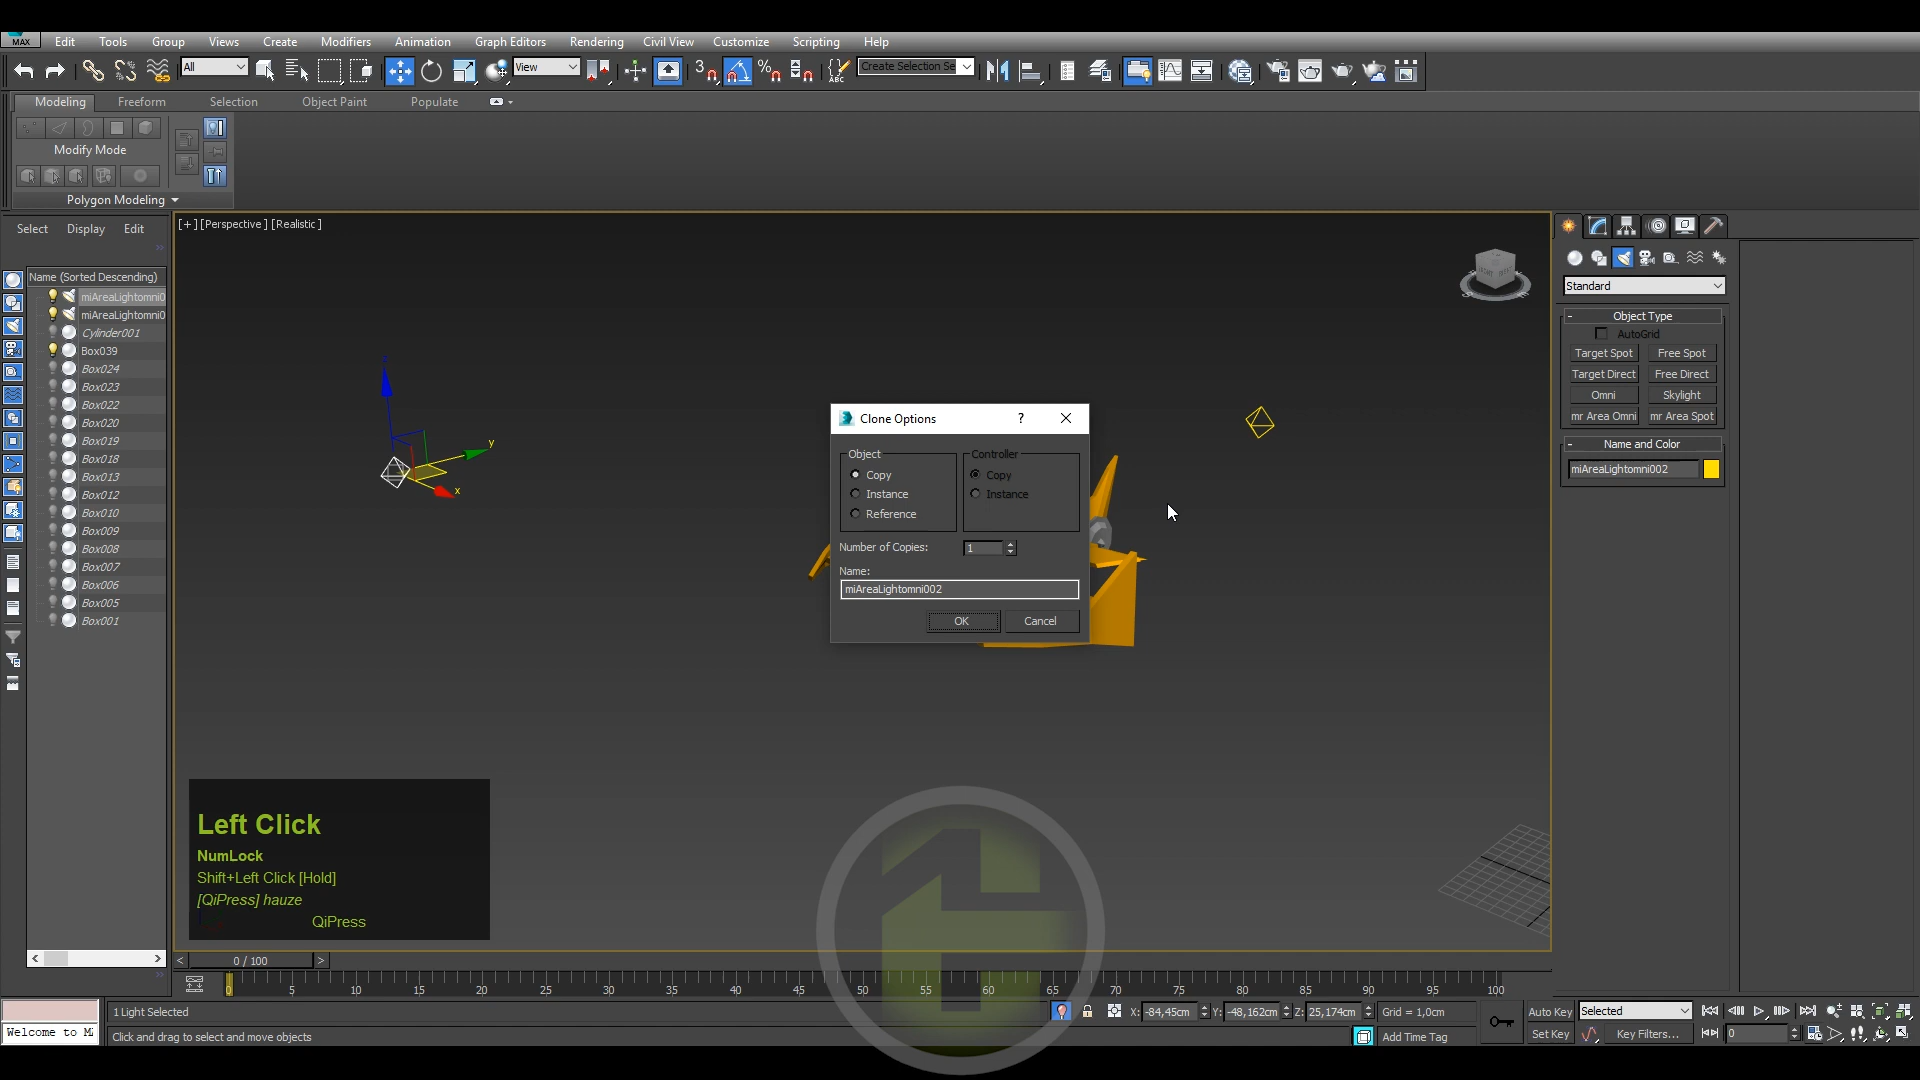 MAX
Edit Tools Group Views Create Modifiers Animation Graph Editors Rendering Civil View Customize Scripting Help
All View 3 % ABC Create Selection Se
Modeling Freeform Selection Object Paint Populate
Modify Mode
Polygon Modeling
Select Display Edit
[+] [Perspective] [Realistic]
Name (Sorted Descending)
miAreaLightomni0
miAreaLightomni0
Cylinder001
Box039
Box024
Box023
Box022
Box020
Box019
Box018
Box013
Box012
Box010
Box009
Box008
Box007
Box006
Box005
Box001
y
x
Clone Options ?
Object
Copy
Instance
Reference
Controller
Copy
Instance
Number of Copies: 1
Name:
miAreaLightomni002
OK Cancel
Standard
- Object Type
AutoGrid
Target Spot Free Spot
Target Direct Free Direct
Omni Skylight
mr Area Omni mr Area Spot
- Name and Color
miAreaLightomni002
Left Click
NumLock
Shift+Left Click [Hold]
[QiPress] hauze
QiPress
< 0 / 100 >
0 5 10 15 20 25 30 35 40 45 50 55 60 65 70 75 80 85 90 95 100
1 Light Selected
X: -84,45cm Y: -48,162cm Z: 25,174cm Grid = 1,0cm
Auto Key Selected
Welcome to M
Click and drag to select and move objects
Add Time Tag
Set Key Key Filters... 0